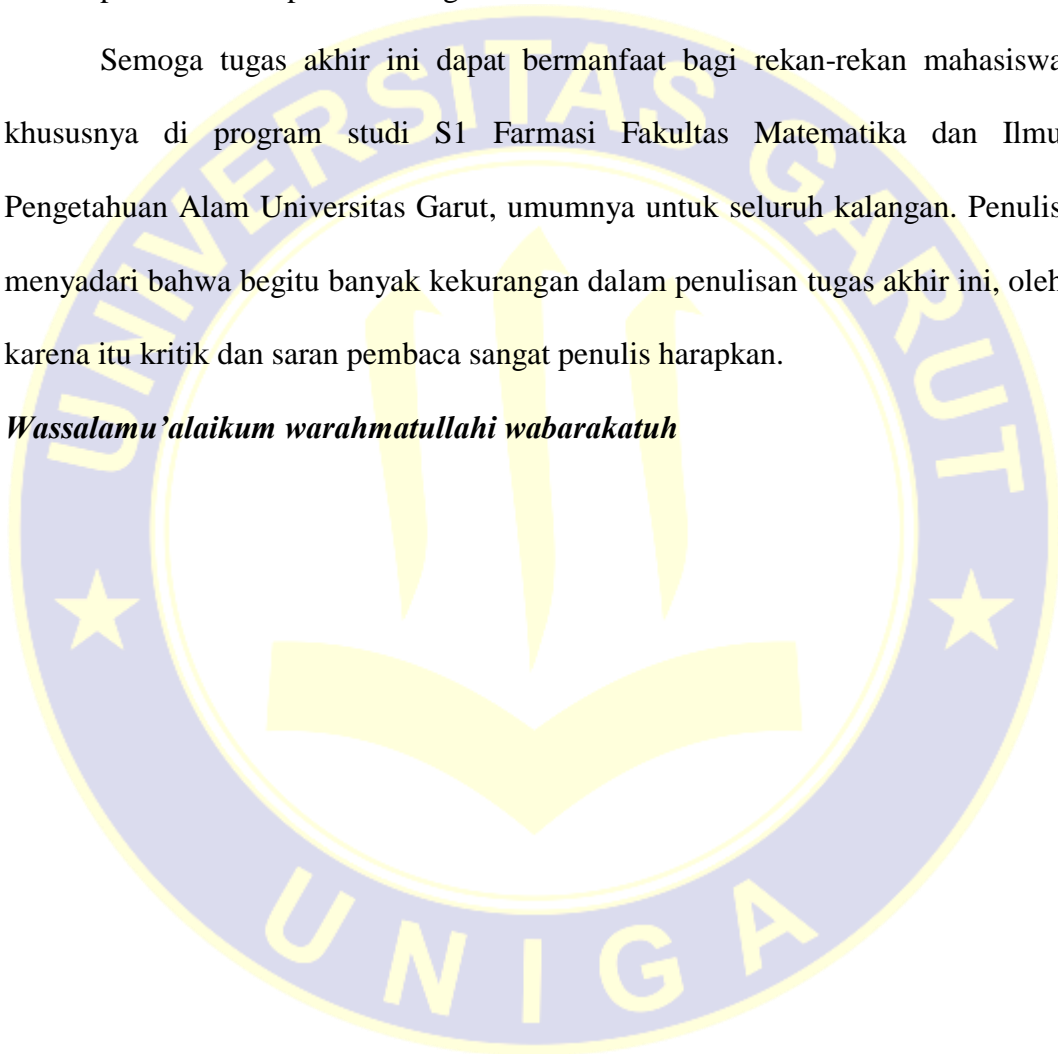 Semoga tugas akhir ini dapat bermanfaat bagi rekan-rekan mahasiswa
khususnya di program studi S1 Farmasi Fakultas Matematika dan Ilmu
Pengetahuan Alam Universitas Garut, umumnya untuk seluruh kalangan. Penulis
menyadari bahwa begitu banyak kekurangan dalam penulisan tugas akhir ini, oleh
karena itu kritik dan saran pembaca sangat penulis harapkan.
Wassalamu’alaikum warahmatullahi wabarakatuh
UNIVERSITAS GARUT
UNIGA